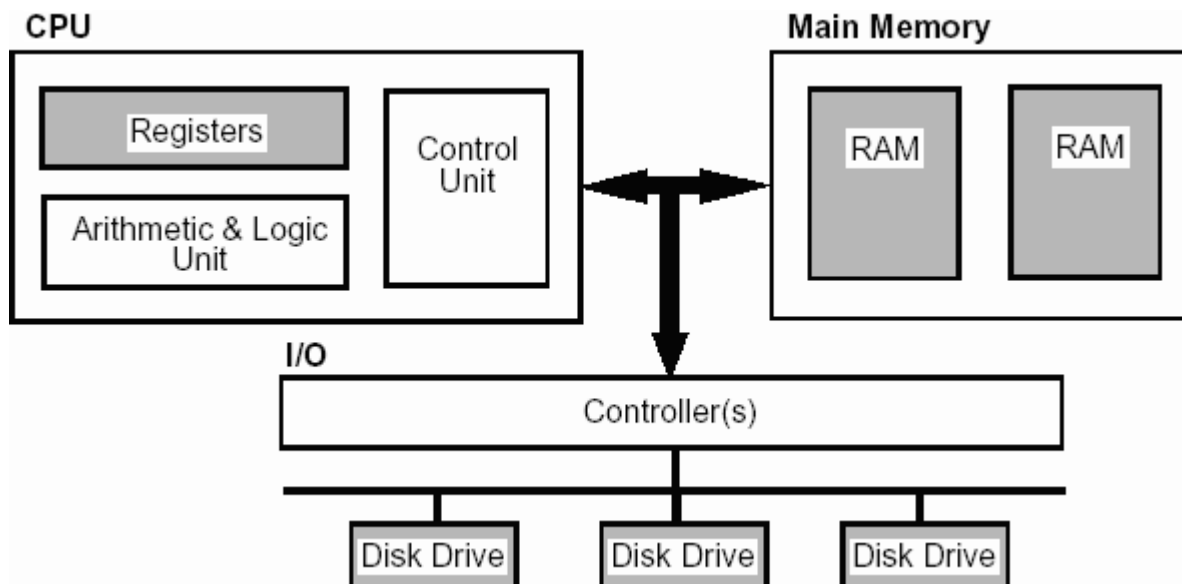 CPU
Main Memory
Registers
Control
Unit
Arithmetic & Logic
Unit
RAM
RAM
I/O
Controller(s)
Disk Drive
Disk Drive
Disk Drive